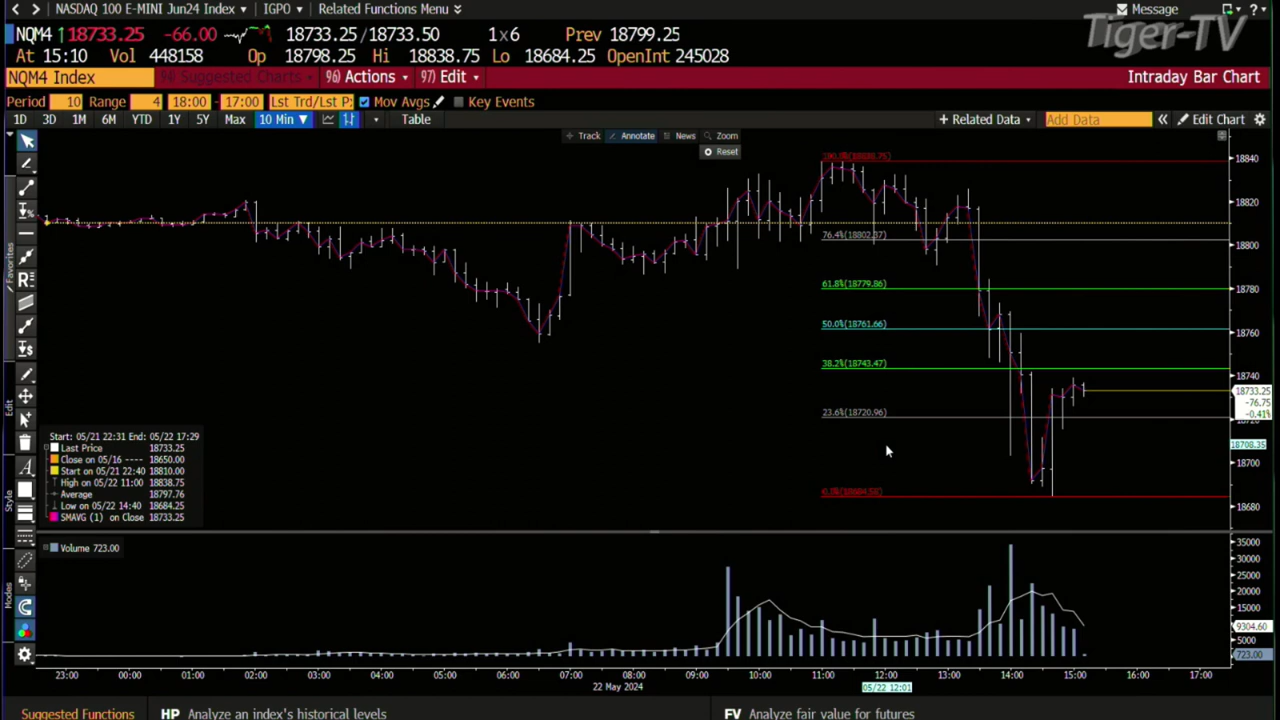 NASDAQ 100 E-MINI Jun24 Index IGPO Related Functions Menu Message
Tiger-TV
NQM4 18733.25 -66.00 18733.25/18733.50 1×6 Prev 18799.25
At 15:10 Vol 448158 Op 18798.25 Hi 18838.75 Lo 18684.25 OpenInt 245028
NQM4 Index 94) Suggested Charts 96) Actions 97) Edit Intraday Bar Chart
Period 10 Range 4 18:00 - 17:00 Lst Trd/Lst P: Mov Avgs Key Events
1D 3D 1M 6M YTD 1Y 5Y Max 10 Min Table + Related Data Add Data Edit Chart
Track Annotate News Zoom
Reset
100.0%(18838.75)
76.4%(18802.37)
61.8%(18779.86)
50.0%(18761.66)
38.2%(18743.47)
23.6%(18720.96)
18840
18820
18800
18780
18760
18740
18733.25
-76.75
-0.41%
18720
18708.35
18700
18680
Favorites
Edit
Style
Modes
Start: 05/21 22:31 End: 05/22 17:29
Last Price 18733.25
Close on 05/16 ---- 18650.00
Start on 05/21 22:40 18810.00
High on 05/22 11:00 18838.75
Average 18797.76
Low on 05/22 14:40 18684.25
SMAVG (1) on Close 18733.25
Volume 723.00
35000
30000
25000
20000
15000
9304.60
5000
723.00
23:00 00:00 01:00 02:00 03:00 04:00 05:00 06:00 07:00 08:00 09:00 10:00 11:00 12:00 13:00 14:00 15:00 16:00 17:00
22 May 2024 05/22 12:01
Suggested Functions HP Analyze an index's historical levels FV Analyze fair value for futures